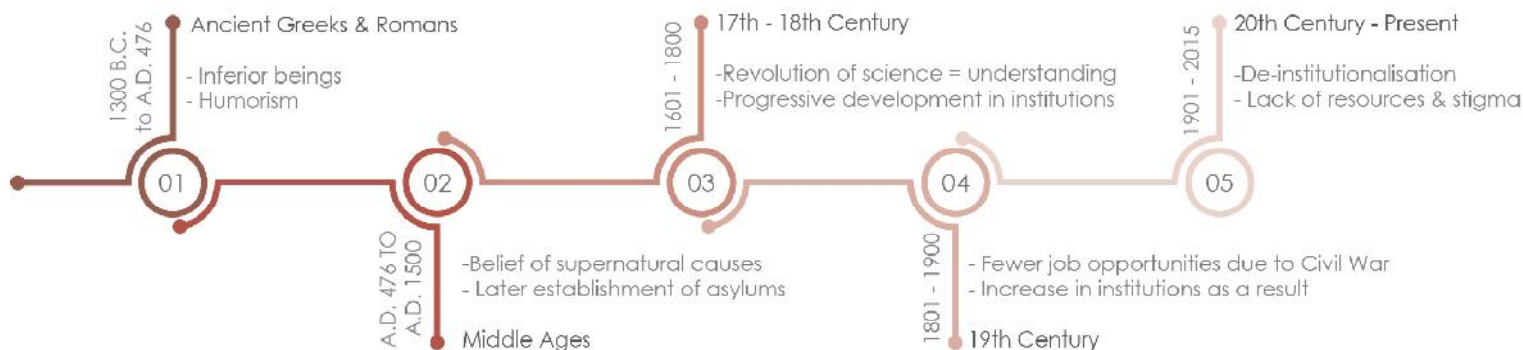 Ancient Greeks & Romans
1300 B.C.
to A.D. 476
- Inferior beings
- Humorism
01
02
A.D. 476 TO
A.D. 1500
-Belief of supernatural causes
- Later establishment of asylums
Middle Ages
17th - 18th Century
1601 - 1800
-Revolution of science = understanding
-Progressive development in institutions
03
04
1801 - 1900
- Fewer job opportunities due to Civil War
- Increase in institutions as a result
19th Century
20th Century - Present
1901 - 2015
-De-institutionalisation
- Lack of resources & stigma
05